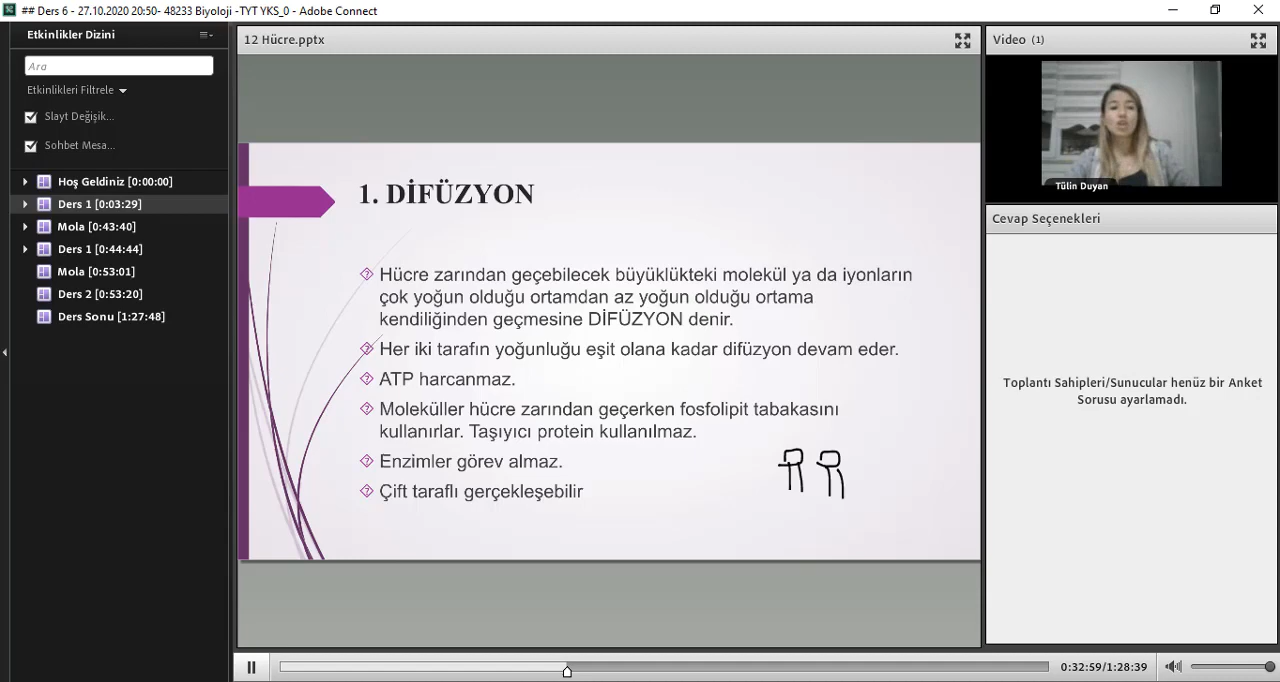 ## Ders 6 - 27.10.2020 20:50- 48233 Biyoloji -TYT YKS_0 - Adobe Connect
Etkinlikler Dizini
Ara
Etkinlikleri Filtrele
Slayt Değişik...
Sohbet Mesa...
Hoş Geldiniz [0:00:00]
Ders 1 [0:03:29]
Mola [0:43:40]
Ders 1 [0:44:44]
Mola [0:53:01]
Ders 2 [0:53:20]
Ders Sonu [1:27:48]
12 Hücre.pptx
1. DİFÜZYON
Hücre zarından geçebilecek büyüklükteki molekül ya da iyonların
çok yoğun olduğu ortamdan az yoğun olduğu ortama
kendiliğinden geçmesine DİFÜZYON denir.
Her iki tarafın yoğunluğu eşit olana kadar difüzyon devam eder.
ATP harcanmaz.
Moleküller hücre zarından geçerken fosfolipit tabakasını
kullanırlar. Taşıyıcı protein kullanılmaz.
Enzimler görev almaz.
Çift taraflı gerçekleşebilir
Video (1)
Tülin Duyan
Cevap Seçenekleri
Toplantı Sahipleri/Sunucular henüz bir Anket
Sorusu ayarlamadı.
0:32:59/1:28:39